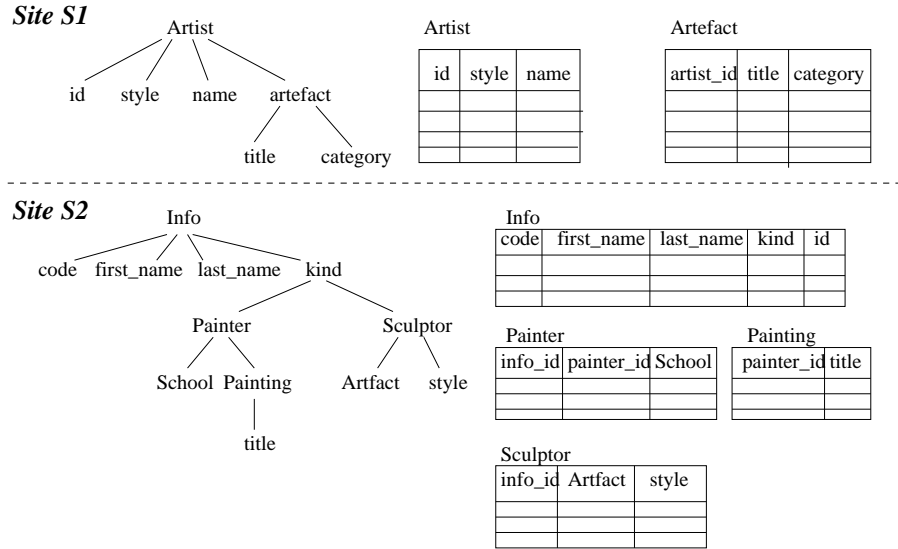 Site S1
Artist
id style name artefact
title category
Artist
id style name
Artefact
artist_id title category
Site S2
Info
code first_name last_name kind
Painter Sculptor
School Painting Artfact style
title
Info
code first_name last_name kind id
Painter
info_id painter_id School
Painting
painter_id title
Sculptor
info_id Artfact style